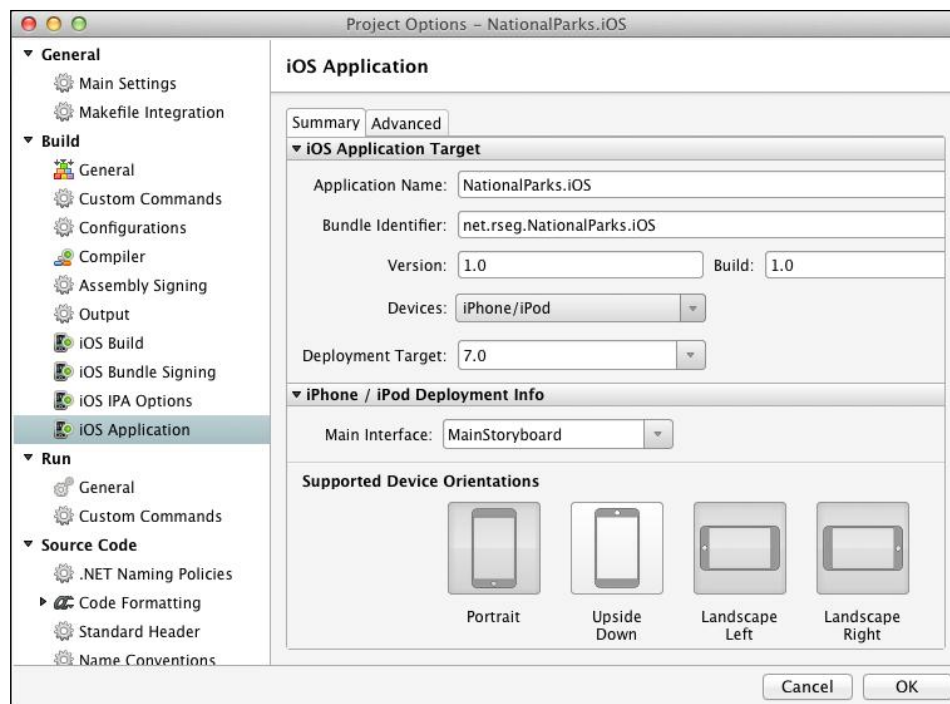 Project Options – NationalParks.iOS
General
Main Settings
Makefile Integration
Build
General
Custom Commands
Configurations
Compiler
Assembly Signing
Output
iOS Build
iOS Bundle Signing
iOS IPA Options
iOS Application
Run
General
Custom Commands
Source Code
.NET Naming Policies
Code Formatting
Standard Header
Name Conventions
iOS Application
Summary Advanced
iOS Application Target
Application Name: NationalParks.iOS
Bundle Identifier: net.rseg.NationalParks.iOS
Version: 1.0 Build: 1.0
Devices: iPhone/iPod
Deployment Target: 7.0
iPhone / iPod Deployment Info
Main Interface: MainStoryboard
Supported Device Orientations
Portrait Upside Down Landscape Left Landscape Right
Cancel OK